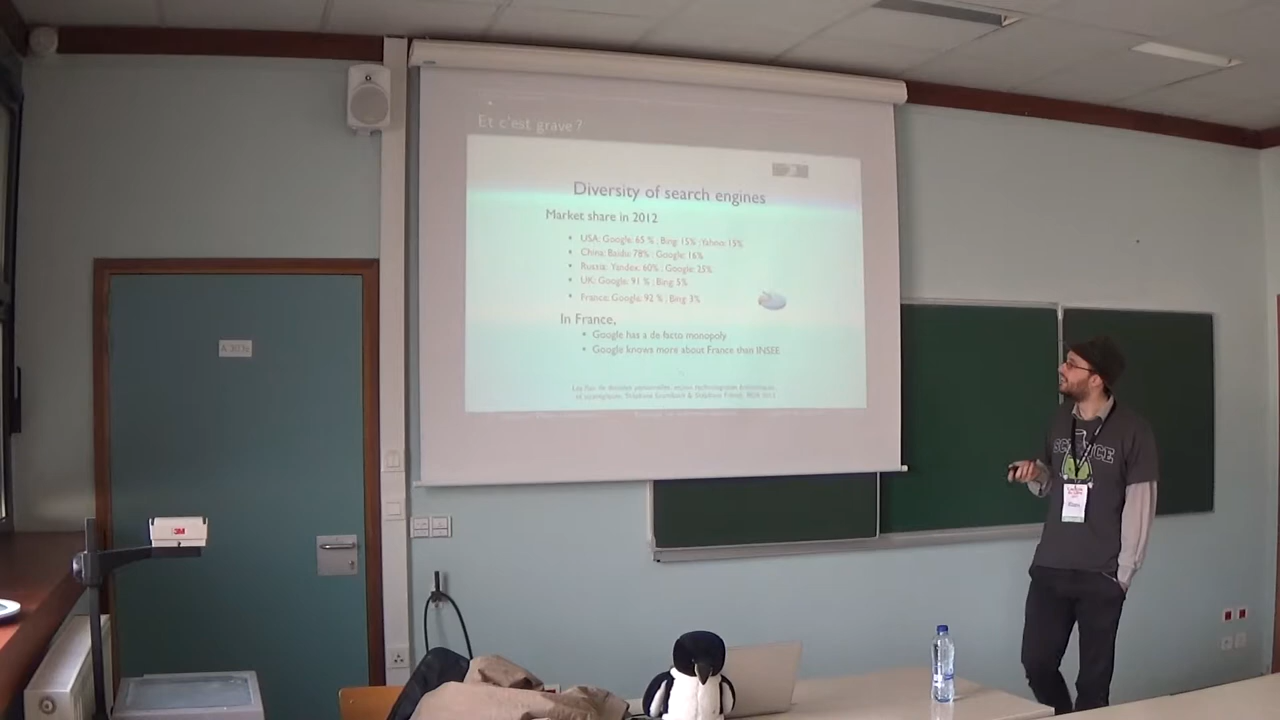 Et c'est grave ?
Diversity of search engines
Market share in 2012
• USA: Google: 65 % ; Bing: 15% ; Yahoo: 15%
• China: Baidu: 78% ; Google: 16%
• Russia: Yandex: 60% ; Google: 25%
• UK: Google: 91 % ; Bing: 5%
• France: Google: 92 % ; Bing: 3%
In France,
• Google has a de-facto monopoly
• Google knows more about France than INSEE
A 303a
SCIENCE
3M